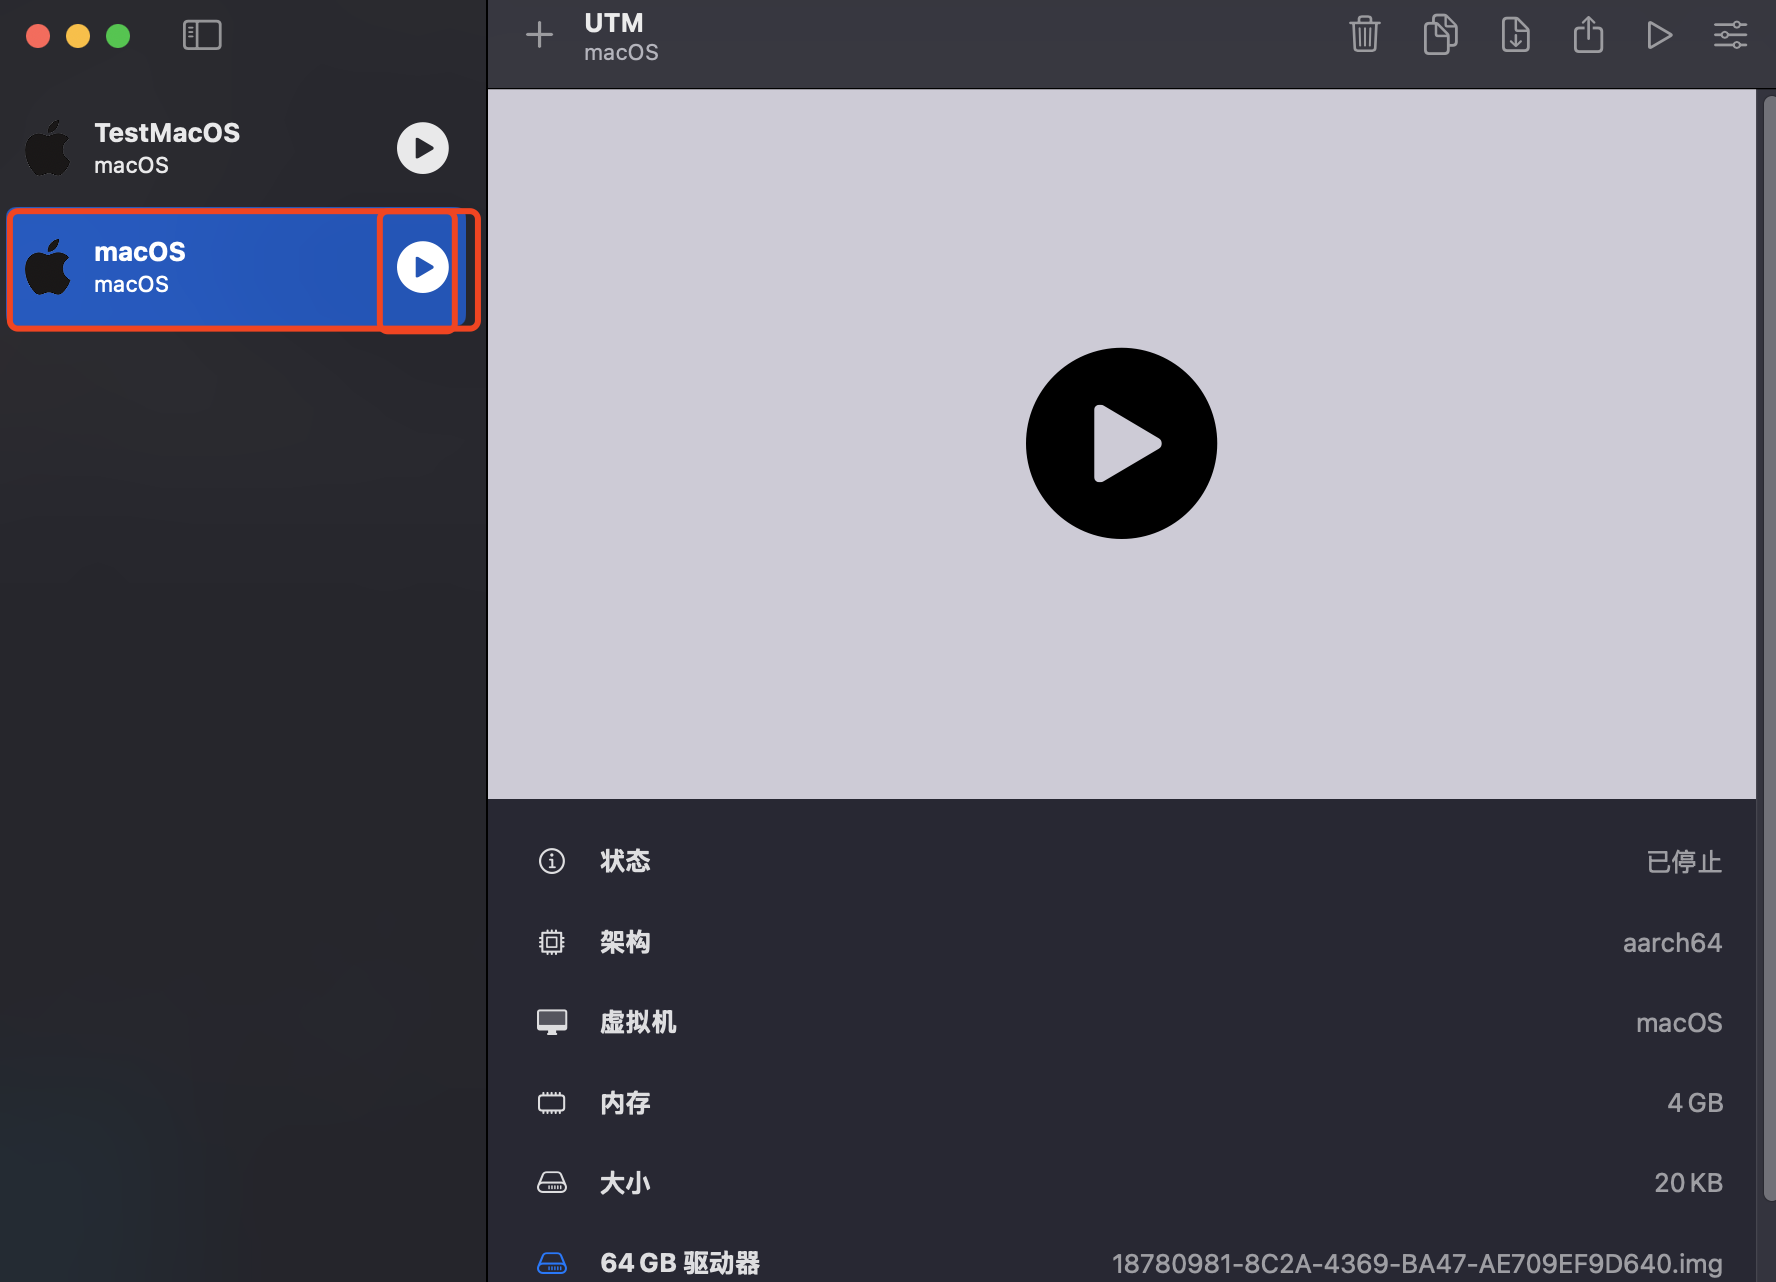 UTM
macOS
TestMacOS
macOS
macOS
macOS
状态 已停止
架构 aarch64
虚拟机 macOS
内存 4 GB
大小 20 KB
64 GB 驱动器 18780981-8C2A-4369-BA47-AE709EF9D640.img